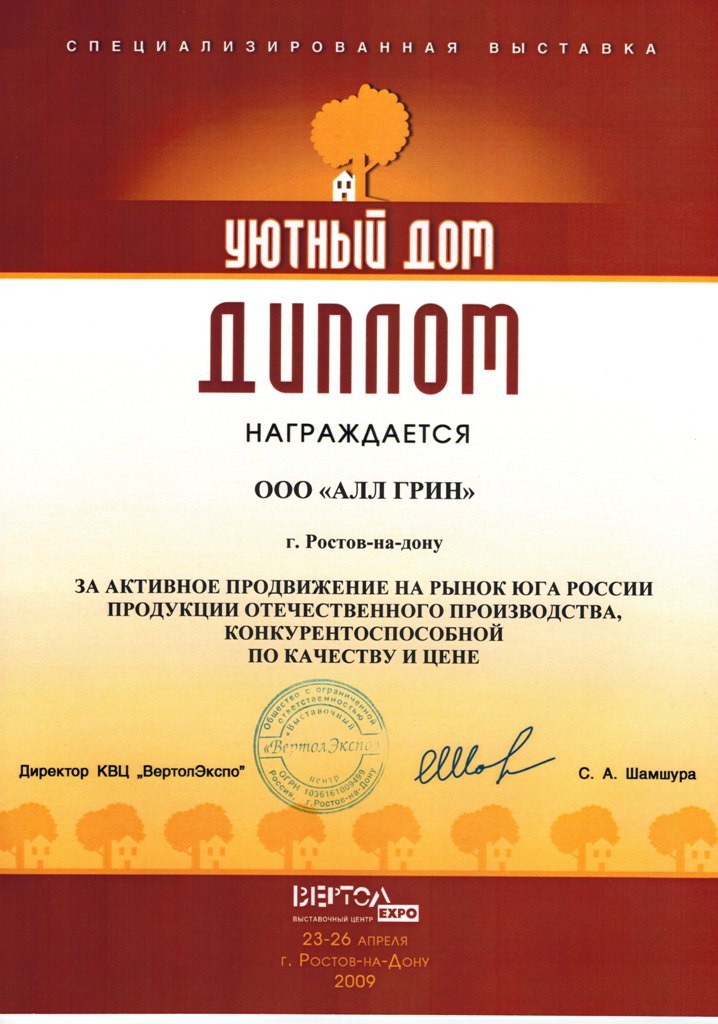 СПЕЦИАЛИЗИРОВАННАЯ ВЫСТАВКА
УЮТНЫЙ ДОМ
ДИПЛОМ
НАГРАЖДАЕТСЯ
ООО «АЛЛ ГРИН»
г. Ростов-на-дону
ЗА АКТИВНОЕ ПРОДВИЖЕНИЕ НА РЫНОК ЮГА РОССИИ
ПРОДУКЦИИ ОТЕЧЕСТВЕННОГО ПРОИЗВОДСТВА,
КОНКУРЕНТОСПОСОБНОЙ
ПО КАЧЕСТВУ И ЦЕНЕ
Общество с ограниченной
ответственностью
Выставочный
«ВертолЭкспо»
центр
ОГРН 1036161009499
Россия, г.Ростов-на-Дону
Директор КВЦ „ВертолЭкспо”
С. А. Шамшура
ВЕРТОЛ
ВЫСТАВОЧНЫЙ ЦЕНТР EXPO
23-26 АПРЕЛЯ
г. РОСТОВ-НА-ДОНУ
2009